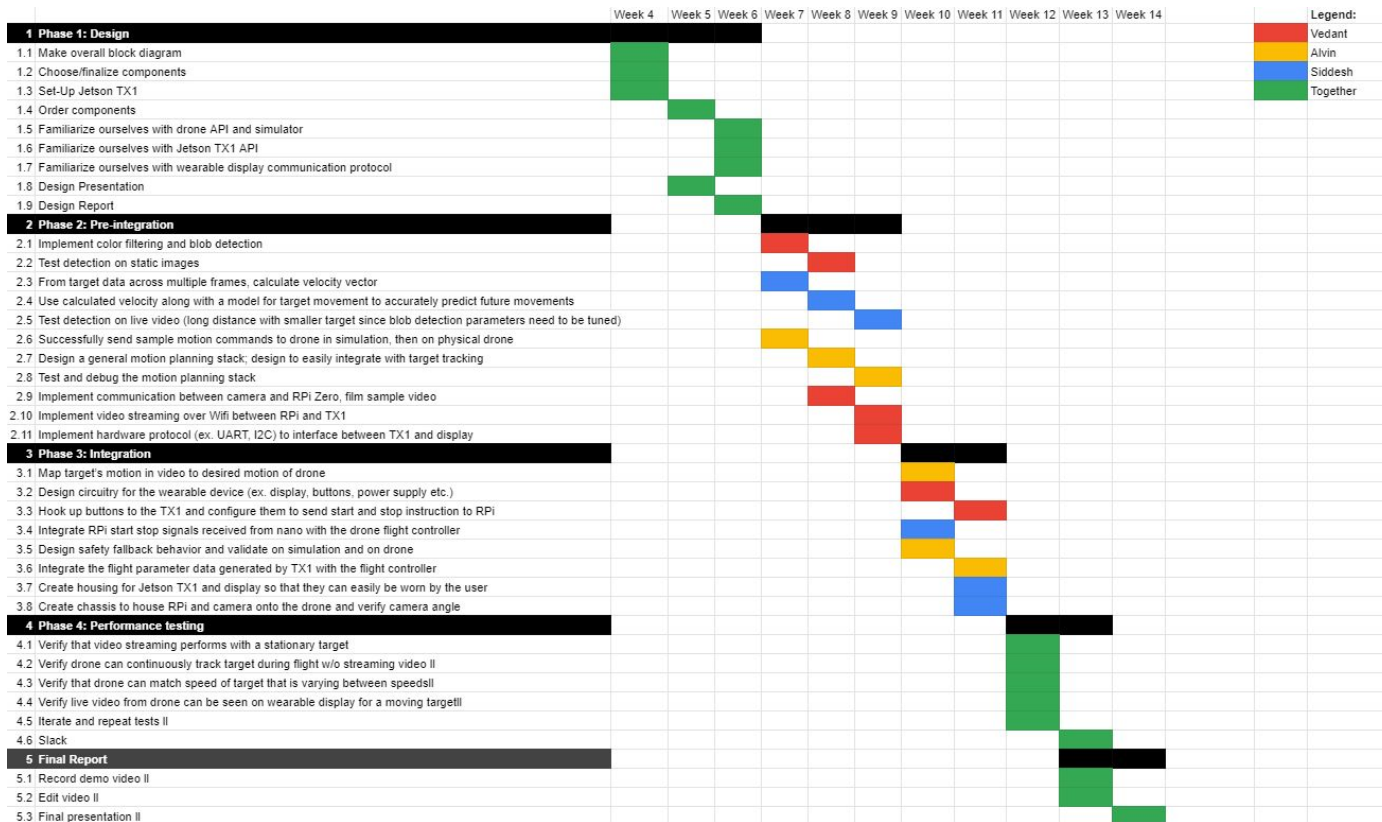 Week 4 Week 5 Week 6 Week 7 Week 8 Week 9 Week 10 Week 11 Week 12 Week 13 Week 14 Legend:
1 Phase 1: Design Vedant
1.1 Make overall block diagram Alvin
1.2 Choose/finalize components Siddesh
1.3 Set-Up Jetson TX1 Together
1.4 Order components
1.5 Familiarize ourselves with drone API and simulator
1.6 Familiarize ourselves with Jetson TX1 API
1.7 Familiarize ourselves with wearable display communication protocol
1.8 Design Presentation
1.9 Design Report
2 Phase 2: Pre-integration
2.1 Implement color filtering and blob detection
2.2 Test detection on static images
2.3 From target data across multiple frames, calculate velocity vector
2.4 Use calculated velocity along with a model for target movement to accurately predict future movements
2.5 Test detection on live video (long distance with smaller target since blob detection parameters need to be tuned)
2.6 Successfully send sample motion commands to drone in simulation, then on physical drone
2.7 Design a general motion planning stack; design to easily integrate with target tracking
2.8 Test and debug the motion planning stack
2.9 Implement communication between camera and RPi Zero, film sample video
2.10 Implement video streaming over Wifi between RPi and TX1
2.11 Implement hardware protocol (ex. UART, I2C) to interface between TX1 and display
3 Phase 3: Integration
3.1 Map target's motion in video to desired motion of drone
3.2 Design circuitry for the wearable device (ex. display, buttons, power supply etc.)
3.3 Hook up buttons to the TX1 and configure them to send start and stop instruction to RPi
3.4 Integrate RPi start stop signals received from nano with the drone flight controller
3.5 Design safety fallback behavior and validate on simulation and on drone
3.6 Integrate the flight parameter data generated by TX1 with the flight controller
3.7 Create housing for Jetson TX1 and display so that they can easily be worn by the user
3.8 Create chassis to house RPi and camera onto the drone and verify camera angle
4 Phase 4: Performance testing
4.1 Verify that video streaming performs with a stationary target
4.2 Verify drone can continuously track target during flight w/o streaming video II
4.3 Verify that drone can match speed of target that is varying between speedsII
4.4 Verify live video from drone can be seen on wearable display for a moving targetII
4.5 Iterate and repeat tests II
4.6 Slack
5 Final Report
5.1 Record demo video II
5.2 Edit video II
5.3 Final presentation II